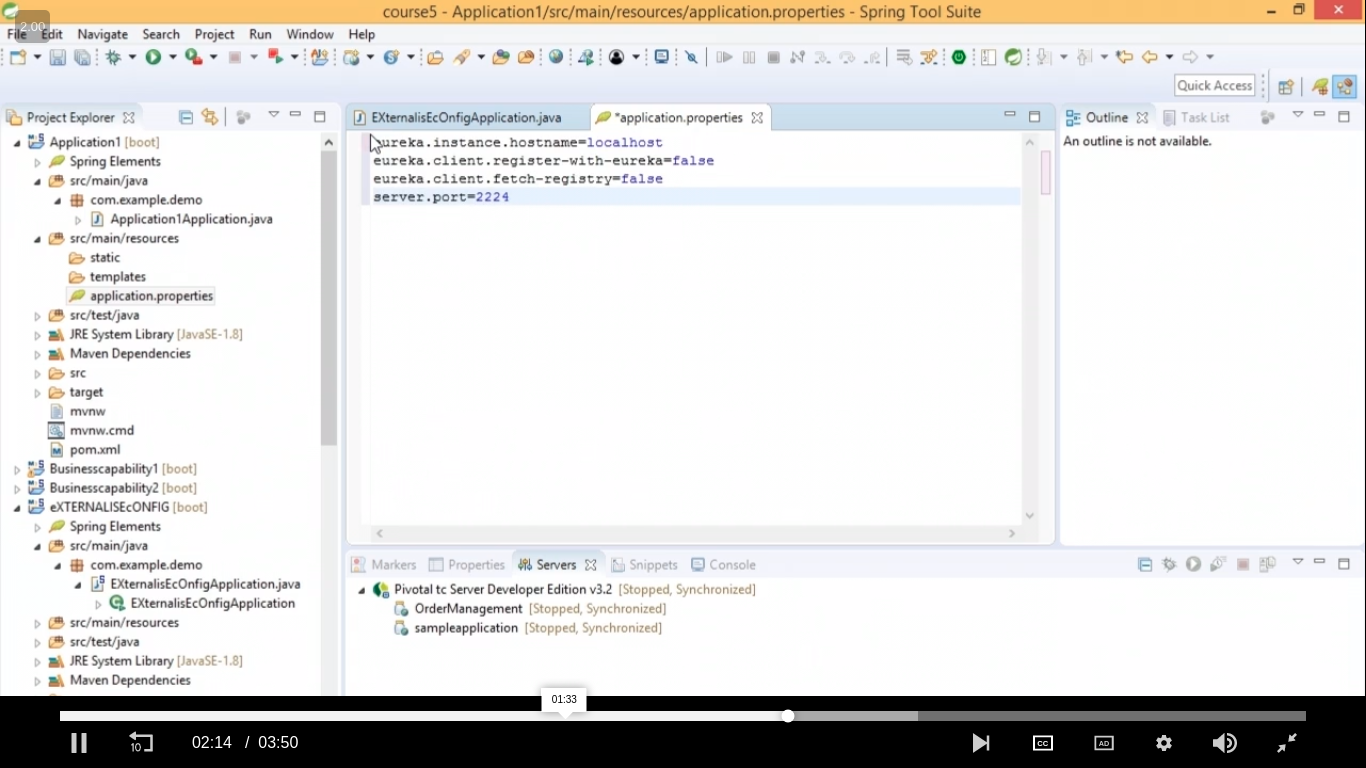 course5 - Application1/src/main/resources/application.properties - Spring Tool Suite
2.00
File Edit Navigate Search Project Run Window Help
Quick Access
Project Explorer
EXternalisEcOnfigApplication.java
*application.properties
Outline
Task List
Application1 [boot]
Spring Elements
src/main/java
com.example.demo
Application1Application.java
src/main/resources
static
templates
application.properties
src/test/java
JRE System Library [JavaSE-1.8]
Maven Dependencies
src
target
mvnw
mvnw.cmd
pom.xml
Businesscapability1 [boot]
Businesscapability2 [boot]
eXTERNALISEcONFIG [boot]
Spring Elements
src/main/java
com.example.demo
EXternalisEcOnfigApplication.java
EXternalisEcOnfigApplication
src/main/resources
src/test/java
JRE System Library [JavaSE-1.8]
Maven Dependencies
eureka.instance.hostname=localhost
eureka.client.register-with-eureka=false
eureka.client.fetch-registry=false
server.port=2224
An outline is not available.
Markers
Properties
Servers
Snippets
Console
Pivotal tc Server Developer Edition v3.2 [Stopped, Synchronized]
OrderManagement [Stopped, Synchronized]
sampleapplication [Stopped, Synchronized]
01:33
10
02:14 / 03:50
CC
AD